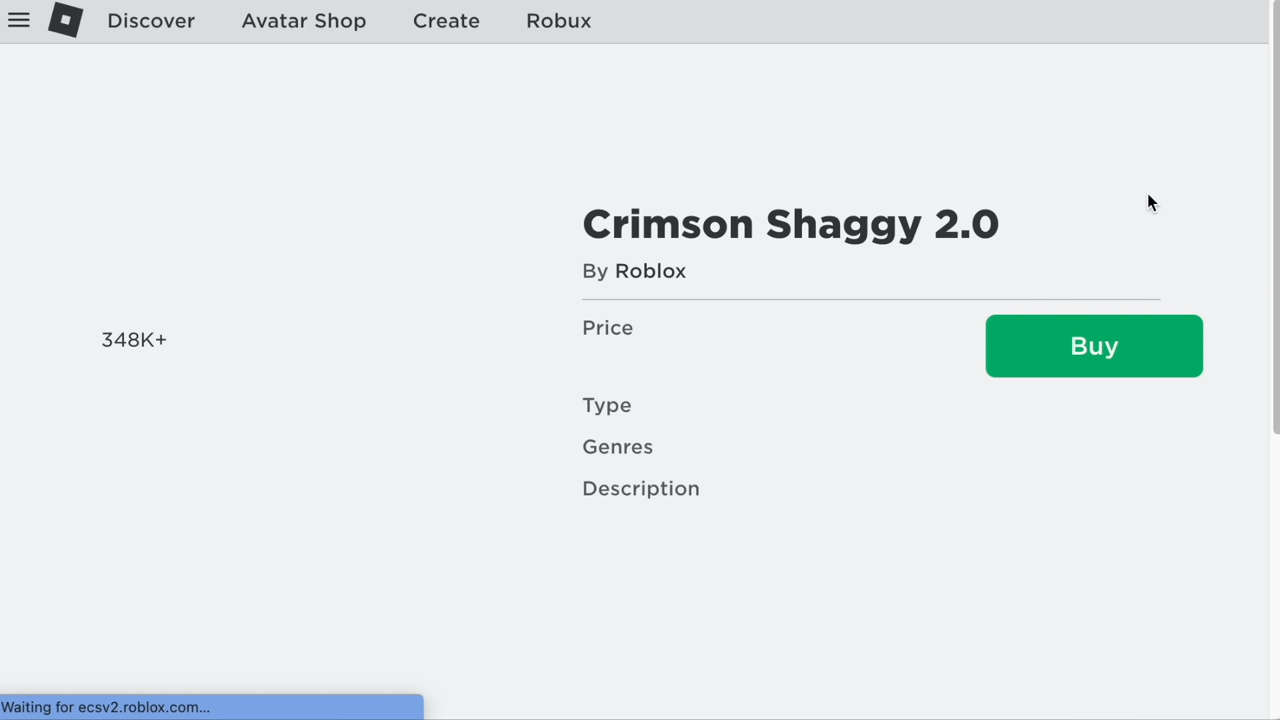 Discover Avatar Shop Create Robux
Crimson Shaggy 2.0
By Roblox
348K+
Price
Buy
Type
Genres
Description
Waiting for ecsv2.roblox.com...